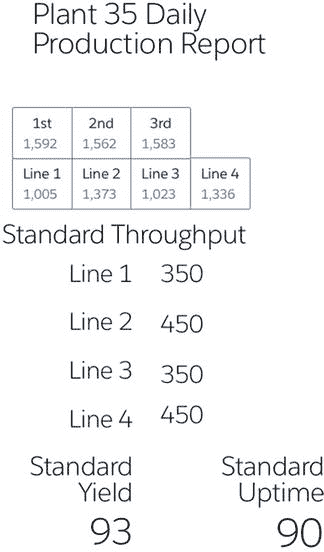 Plant 35 Daily
Production Report
1st 2nd 3rd
1,592 1,562 1,583
Line 1 Line 2 Line 3 Line 4
1,005 1,373 1,023 1,336
Standard Throughput
Line 1 350
Line 2 450
Line 3 350
Line 4 450
Standard Standard
Yield Uptime
93 90